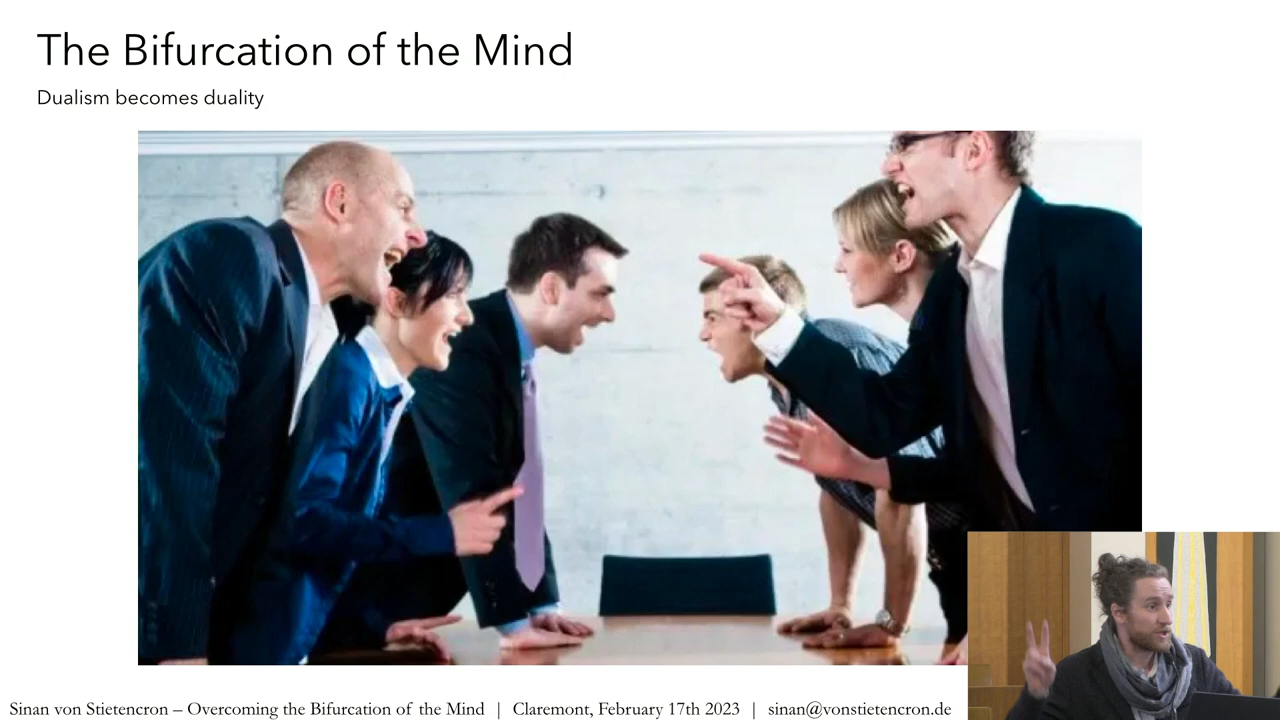 The Bifurcation of the Mind
Dualism becomes duality
Sinan von Stietencron – Overcoming the Bifurcation of the Mind | Claremont, February 17th 2023 | sinan@vonstietencron.de